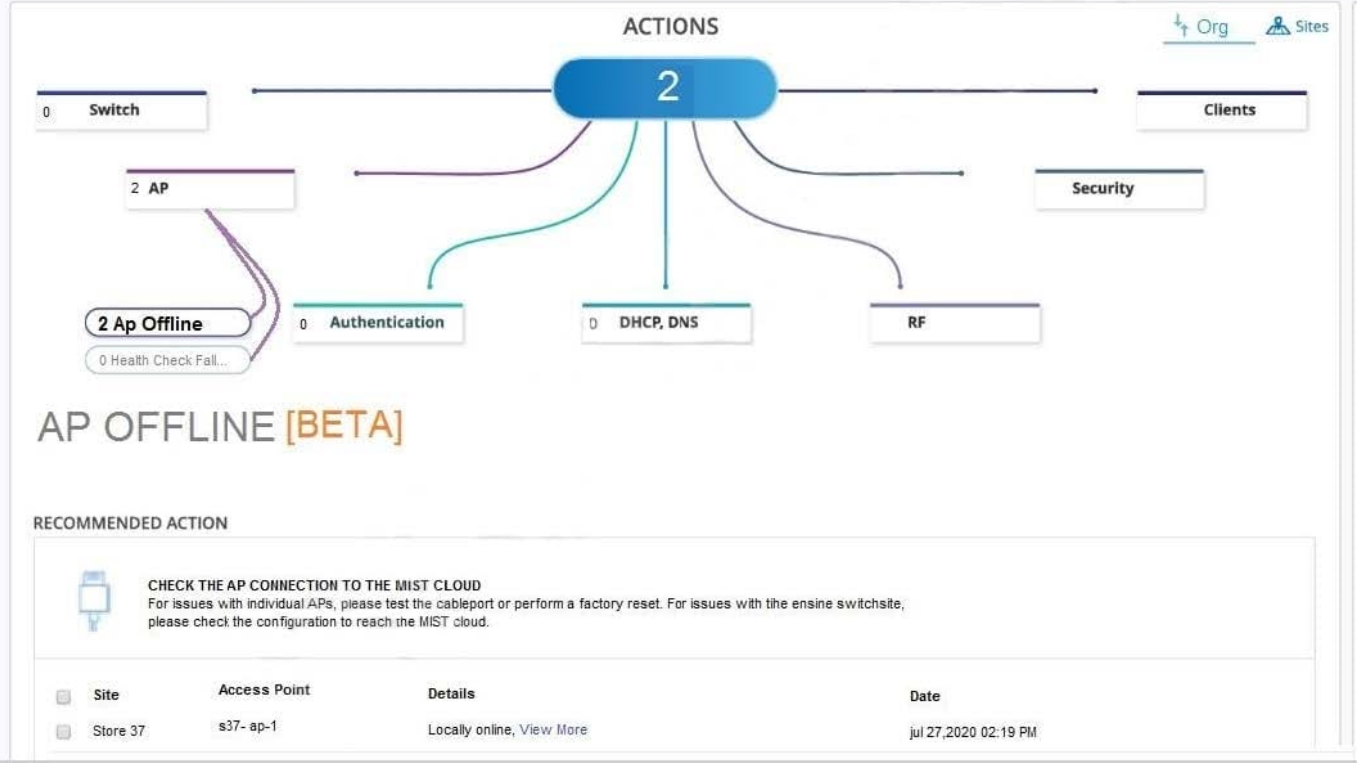 ACTIONS
Org
Sites
2
0 Switch
Clients
2 AP
Security
2 Ap Offline
0 Health Check Fall...
0 Authentication
D DHCP, DNS
RF
AP OFFLINE [BETA]
RECOMMENDED ACTION
CHECK THE AP CONNECTION TO THE MIST CLOUD
For issues with individual APs, please test the cableport or perform a factory reset. For issues with tihe ensine switchsite,
please check the configuration to reach the MIST cloud.
Site Access Point Details Date
Store 37 s37- ap-1 Locally online, View More jul 27,2020 02:19 PM